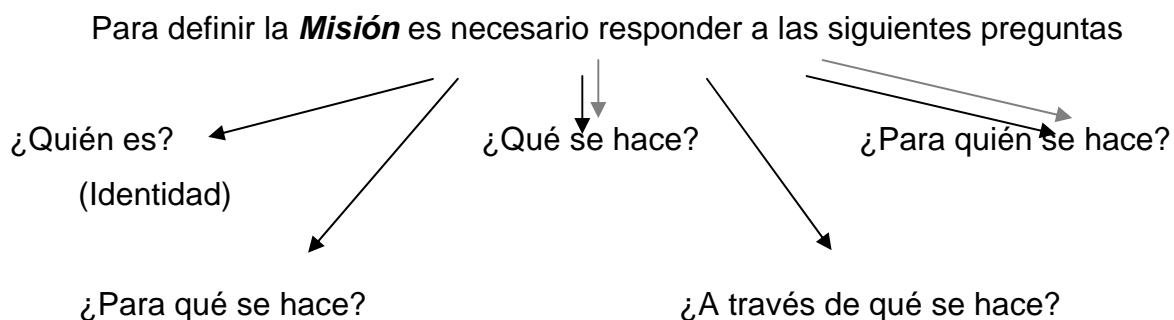 Para definir la Misión es necesario responder a las siguientes preguntas
¿Quién es?
(Identidad)
¿Qué se hace?
¿Para quién se hace?
¿Para qué se hace?
¿A través de qué se hace?